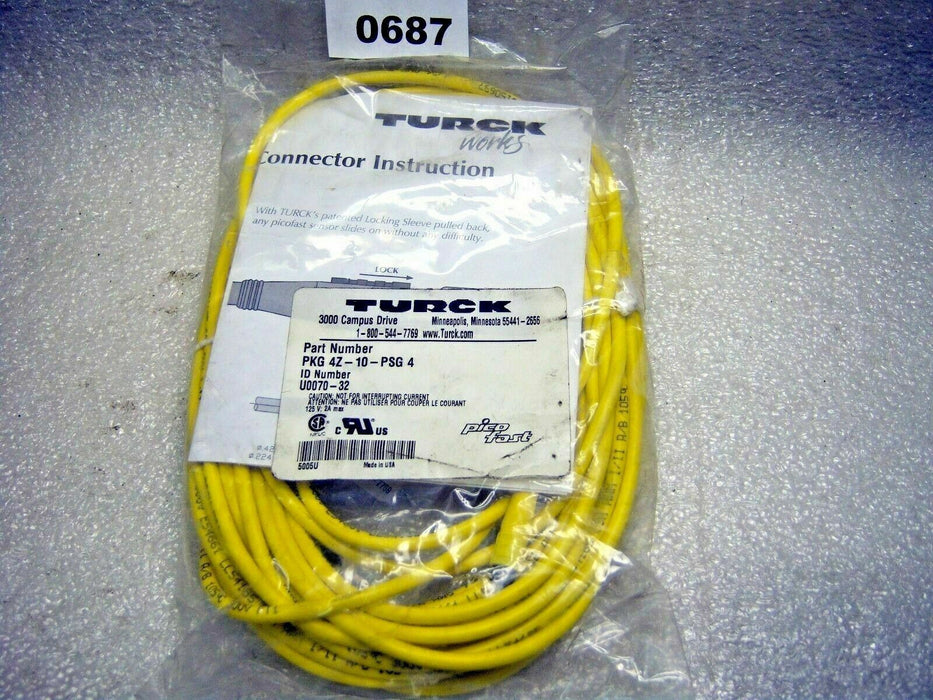 0687
TURCK
works
Connector Instruction
With TURCK's patented Locking Sleeve pulled back,
any picofast sensor slides on without any difficulty.
LOCK
TURCK
3000 Campus Drive Minneapolis, Minnesota 55441-2656
1-800-544-7769 www.Turck.com
Part Number
PKG 4Z-10-PSG 4
ID Number
U0070-32
CAUTION: NOT FOR INTERRUPTING CURRENT
ATTENTION: NE PAS UTILISER POUR COUPER LE COURANT
125 V: 2A max
c US
pico
fast
5005U Made in USA
I/II A/B 1059